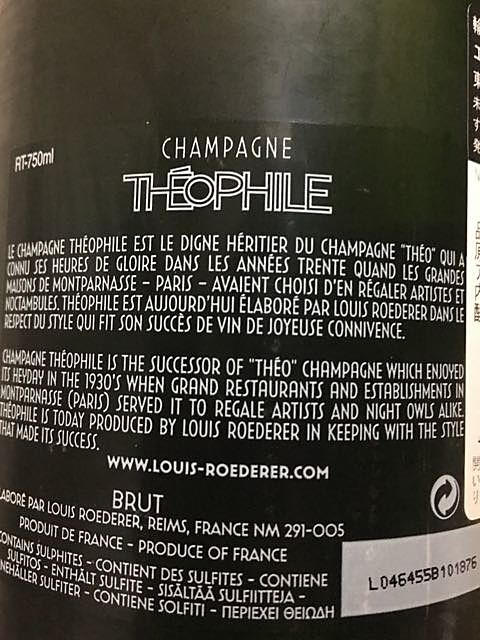 RT-750ml
CHAMPAGNE
THÉOPHILE
LE CHAMPAGNE THÉOPHILE EST LE DIGNE HÉRITIER DU CHAMPAGNE "THÉO" QUI A
CONNU SES HEURES DE GLOIRE DANS LES ANNÉES TRENTE QUAND LES GRANDES
MAISONS DE MONTPARNASSE – PARIS – AVAIENT CHOISI D'EN RÉGALER ARTISTES ET
NOCTAMBULES. THÉOPHILE EST AUJOURD'HUI ÉLABORÉ PAR LOUIS ROEDERER DANS LE
RESPECT DU STYLE QUI FIT SON SUCCÈS DE VIN DE JOYEUSE CONNIVENCE.
CHAMPAGNE THÉOPHILE IS THE SUCCESSOR OF "THÉO" CHAMPAGNE WHICH ENJOYED
ITS HEYDAY IN THE 1930'S WHEN GRAND RESTAURANTS AND ESTABLISHMENTS IN
MONTPARNASSE (PARIS) SERVED IT TO REGALE ARTISTS AND NIGHT OWLS ALIKE.
THÉOPHILE IS TODAY PRODUCED BY LOUIS ROEDERER IN KEEPING WITH THE STYLE
THAT MADE ITS SUCCESS.
WWW.LOUIS-ROEDERER.COM
BRUT
LABORÉ PAR LOUIS ROEDERER, REIMS, FRANCE NM 291-005
PRODUIT DE FRANCE - PRODUCE OF FRANCE
CONTAINS SULPHITES - CONTIENT DES SULFITES - CONTIENE
SULFITOS - ENTHÄLT SULFITE - SISÄLTÄÄ SULFIITTEJA -
NEHÅLLER SULFITER - CONTIENE SOLFITI - ΠΕΡΙΕΧΕΙ ΘΕΙΩΔΗ
L046455B101876